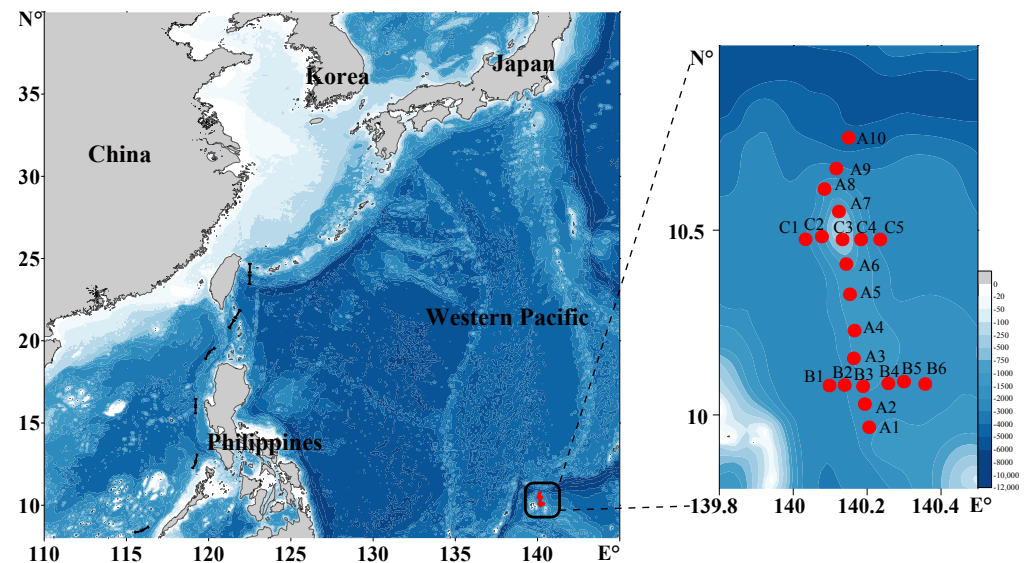 N°
35
30
25
20
15
10
110
115
120
125
130
135
140
E°
China
Korea
Japan
Western Pacific
Philippines
N°
10.5
10
139.8
140
140.2
140.4
E°
A10
A9
A8
A7
C1 C2 C3 C4 C5
A6
A5
A4
A3
B1 B2 B3 B4 B5 B6
A2
A1
0
-20
-50
-100
-250
-500
-750
-1000
-1500
-2000
-3000
-4000
-5000
-6000
-8000
-10,000
-12,000